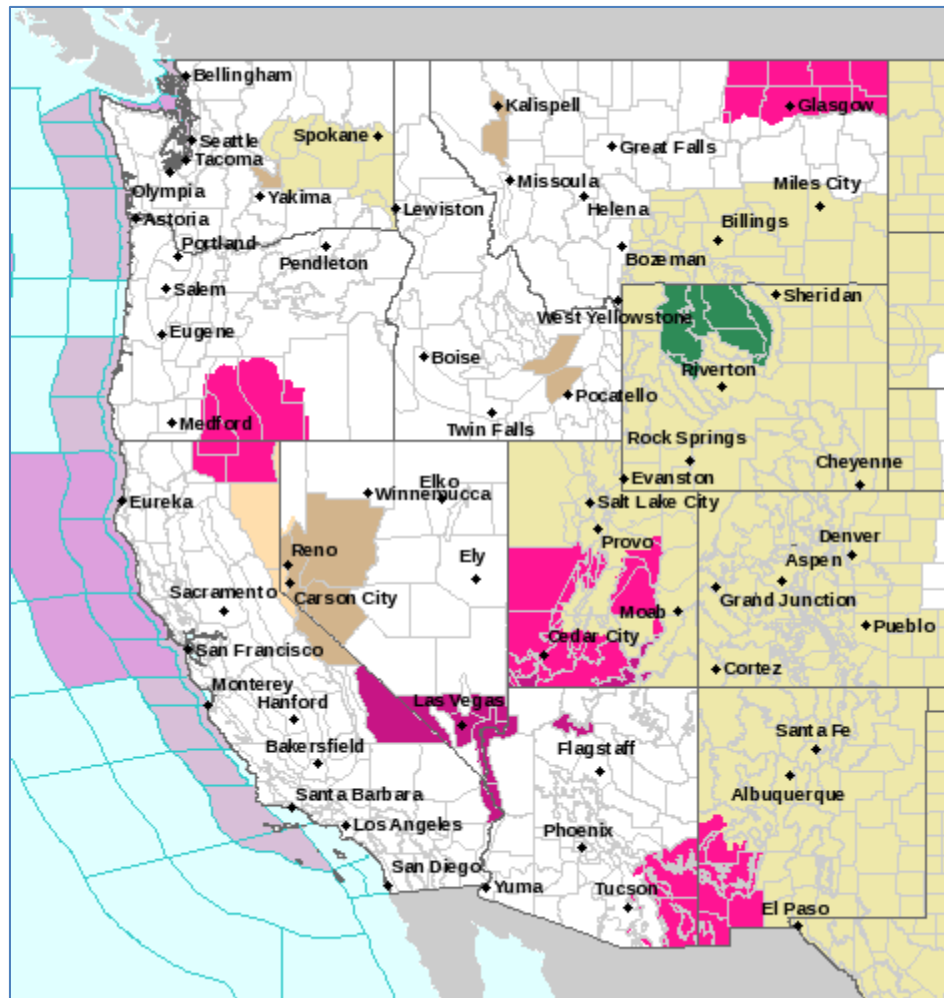 Bellingham
Kalispell
Glasgow
Spokane
Seattle
Great Falls
Tacoma
Missoula
Miles City
Olympia
Yakima
Helena
Lewiston
Astoria
Billings
Portland
Bozeman
Pendleton
Salem
Sheridan
West Yellowstone
Eugene
Boise
Riverton
Pocatello
Medford
Twin Falls
Rock Springs
Cheyenne
Elko
Evanston
Winnemucca
Eureka
Salt Lake City
Denver
Provo
Reno
Ely
Aspen
Sacramento
Carson City
Grand Junction
Moab
Pueblo
Cedar City
San Francisco
Cortez
Monterey
Hanford
Las Vegas
Santa Fe
Bakersfield
Flagstaff
Albuquerque
Santa Barbara
Los Angeles
Phoenix
San Diego
Yuma
Tucson
El Paso